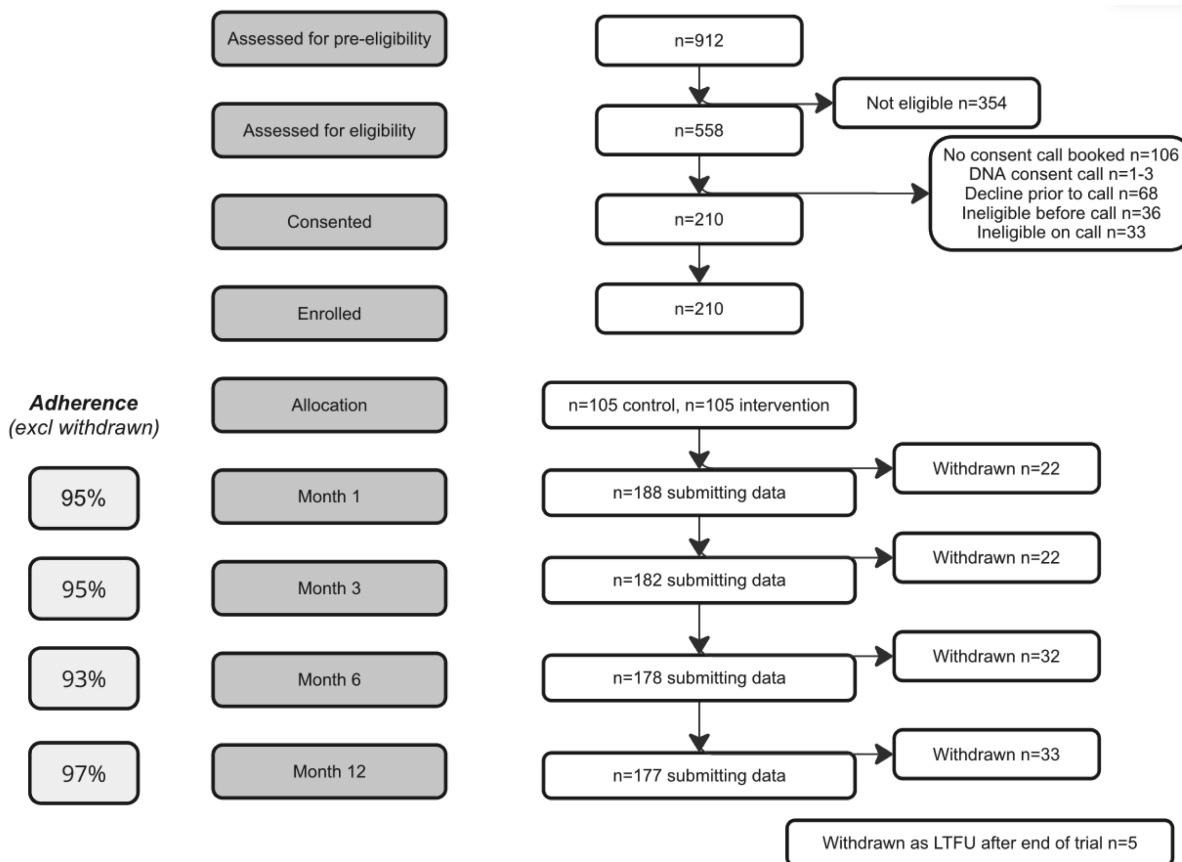 Assessed for pre-eligibility
n=912
Not eligible n=354
Assessed for eligibility
n=558
No consent call booked n=106
DNA consent call n=1-3
Decline prior to call n=68
Ineligible before call n=36
Ineligible on call n=33
Consented
n=210
Enrolled
n=210
Adherence
(excl withdrawn)
Allocation
n=105 control, n=105 intervention
Withdrawn n=22
95%
Month 1
n=188 submitting data
Withdrawn n=22
95%
Month 3
n=182 submitting data
Withdrawn n=32
93%
Month 6
n=178 submitting data
Withdrawn n=33
97%
Month 12
n=177 submitting data
Withdrawn as LTFU after end of trial n=5